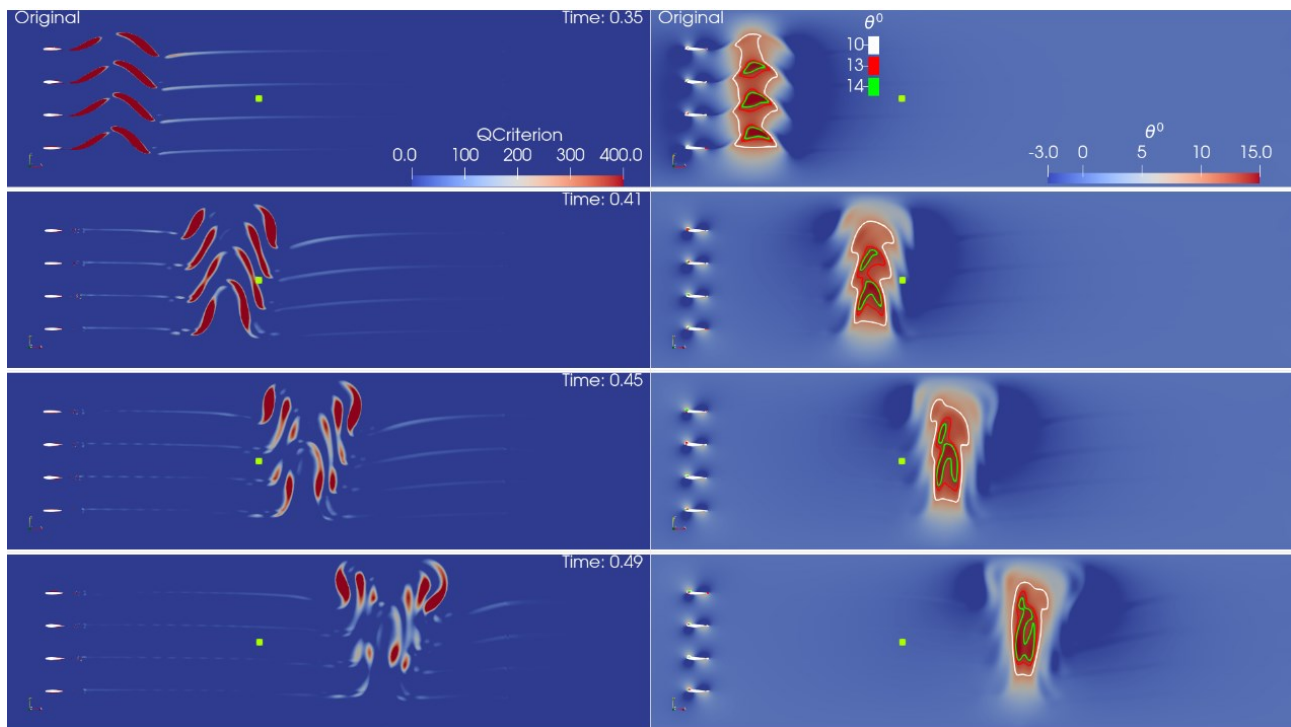 Original Time: 0.35
QCriterion
0.0 100 200 300 400.0
Original
θ⁰
10
13
14
θ⁰
-3.0 0 5 10 15.0
Time: 0.41
Time: 0.45
Time: 0.49